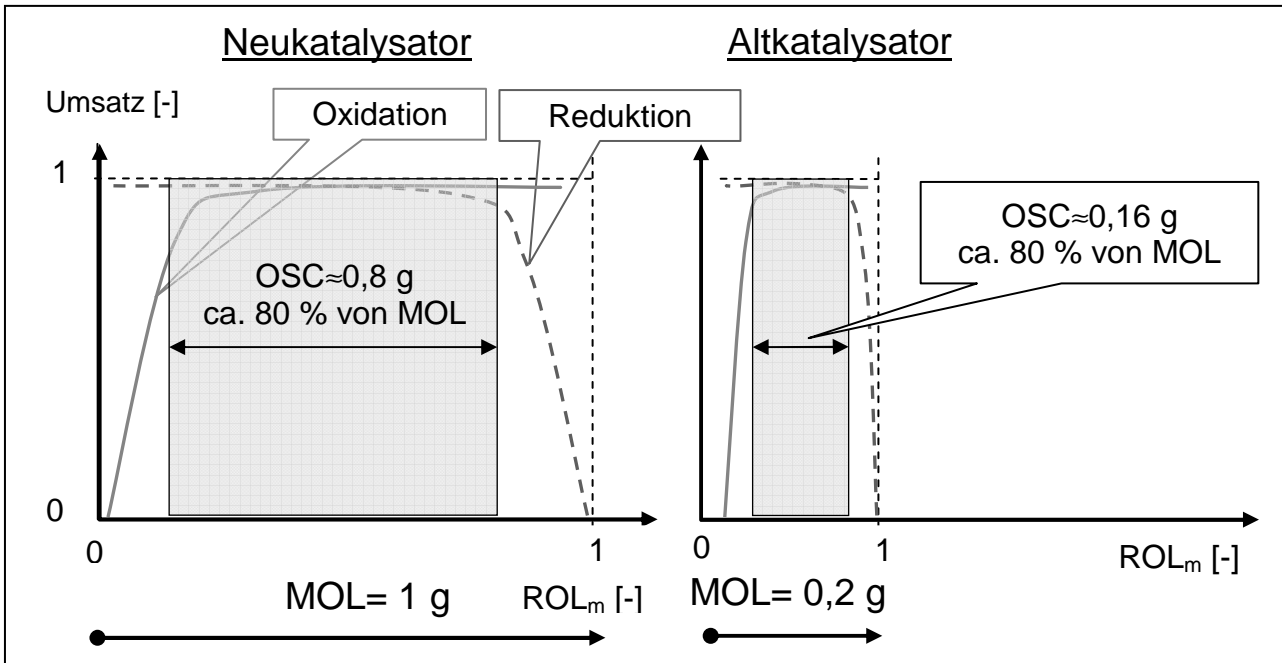 Neukatalysator
Altkatalysator
Umsatz [-]
Oxidation
Reduktion
1
OSC≈0,8 g
ca. 80 % von MOL
OSC≈0,16 g
ca. 80 % von MOL
0
0
1
0
1
ROLm [-]
MOL= 1 g
ROLm [-]
MOL= 0,2 g